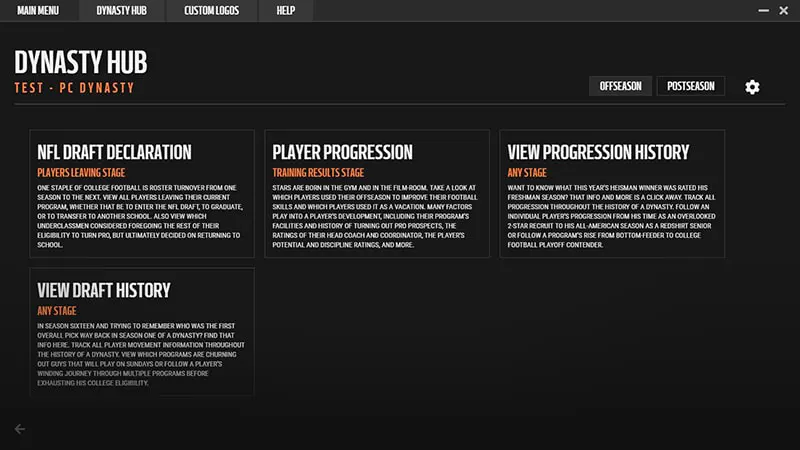 MAIN MENU
DYNASTY HUB
CUSTOM LOGOS
HELP
DYNASTY HUB
TEST - PC DYNASTY
OFFSEASON
POSTSEASON
NFL DRAFT DECLARATION
PLAYERS LEAVING STAGE
ONE STAPLE OF COLLEGE FOOTBALL IS ROSTER TURNOVER FROM ONE
SEASON TO THE NEXT. VIEW ALL PLAYERS LEAVING THEIR CURRENT
PROGRAM, WHETHER THAT BE TO ENTER THE NFL DRAFT, TO GRADUATE,
OR TO TRANSFER TO ANOTHER SCHOOL. ALSO VIEW WHICH
UNDERCLASSMEN CONSIDERED FOREGOING THE REST OF THEIR
ELIGIBILITY TO TURN PRO, BUT ULTIMATELY DECIDED ON RETURNING TO
SCHOOL.
PLAYER PROGRESSION
TRAINING RESULTS STAGE
STARS ARE BORN IN THE GYM AND IN THE FILM-ROOM. TAKE A LOOK AT
WHICH PLAYERS USED THEIR OFFSEASON TO IMPROVE THEIR FOOTBALL
SKILLS AND WHICH PLAYERS USED IT AS A VACATION. MANY FACTORS
PLAY INTO A PLAYER'S DEVELOPMENT, INCLUDING THEIR PROGRAM'S
FACILITIES AND HISTORY OF TURNING OUT PRO PROSPECTS, THE
RATINGS OF THEIR HEAD COACH AND COORDINATOR, THE PLAYER'S
POTENTIAL AND DISCIPLINE RATINGS, AND MORE.
VIEW PROGRESSION HISTORY
ANY STAGE
WANT TO KNOW WHAT THIS YEAR'S HEISMAN WINNER WAS RATED HIS
FRESHMAN SEASON? THAT INFO AND MORE IS A CLICK AWAY. TRACK ALL
PROGRESSION THROUGHOUT THE HISTORY OF A DYNASTY. FOLLOW AN
INDIVIDUAL PLAYER'S PROGRESSION FROM HIS TIME AS AN OVERLOOKED
2-STAR RECRUIT TO HIS ALL-AMERICAN SEASON AS A REDSHIRT SENIOR
OR FOLLOW A PROGRAM'S RISE FROM BOTTOM-FEEDER TO COLLEGE
FOOTBALL PLAYOFF CONTENDER.
VIEW DRAFT HISTORY
ANY STAGE
IN SEASON SIXTEEN AND TRYING TO REMEMBER WHO WAS THE FIRST
OVERALL PICK WAY BACK IN SEASON ONE OF A DYNASTY? FIND THAT
INFO HERE. TRACK ALL PLAYER MOVEMENT INFORMATION THROUGHOUT
THE HISTORY OF A DYNASTY. VIEW WHICH PROGRAMS ARE CHURNING
OUT GUYS THAT WILL PLAY ON SUNDAYS OR FOLLOW A PLAYER'S
WINDING JOURNEY THROUGH MULTIPLE PROGRAMS BEFORE
EXHAUSTING HIS COLLEGE ELIGIBILITY.